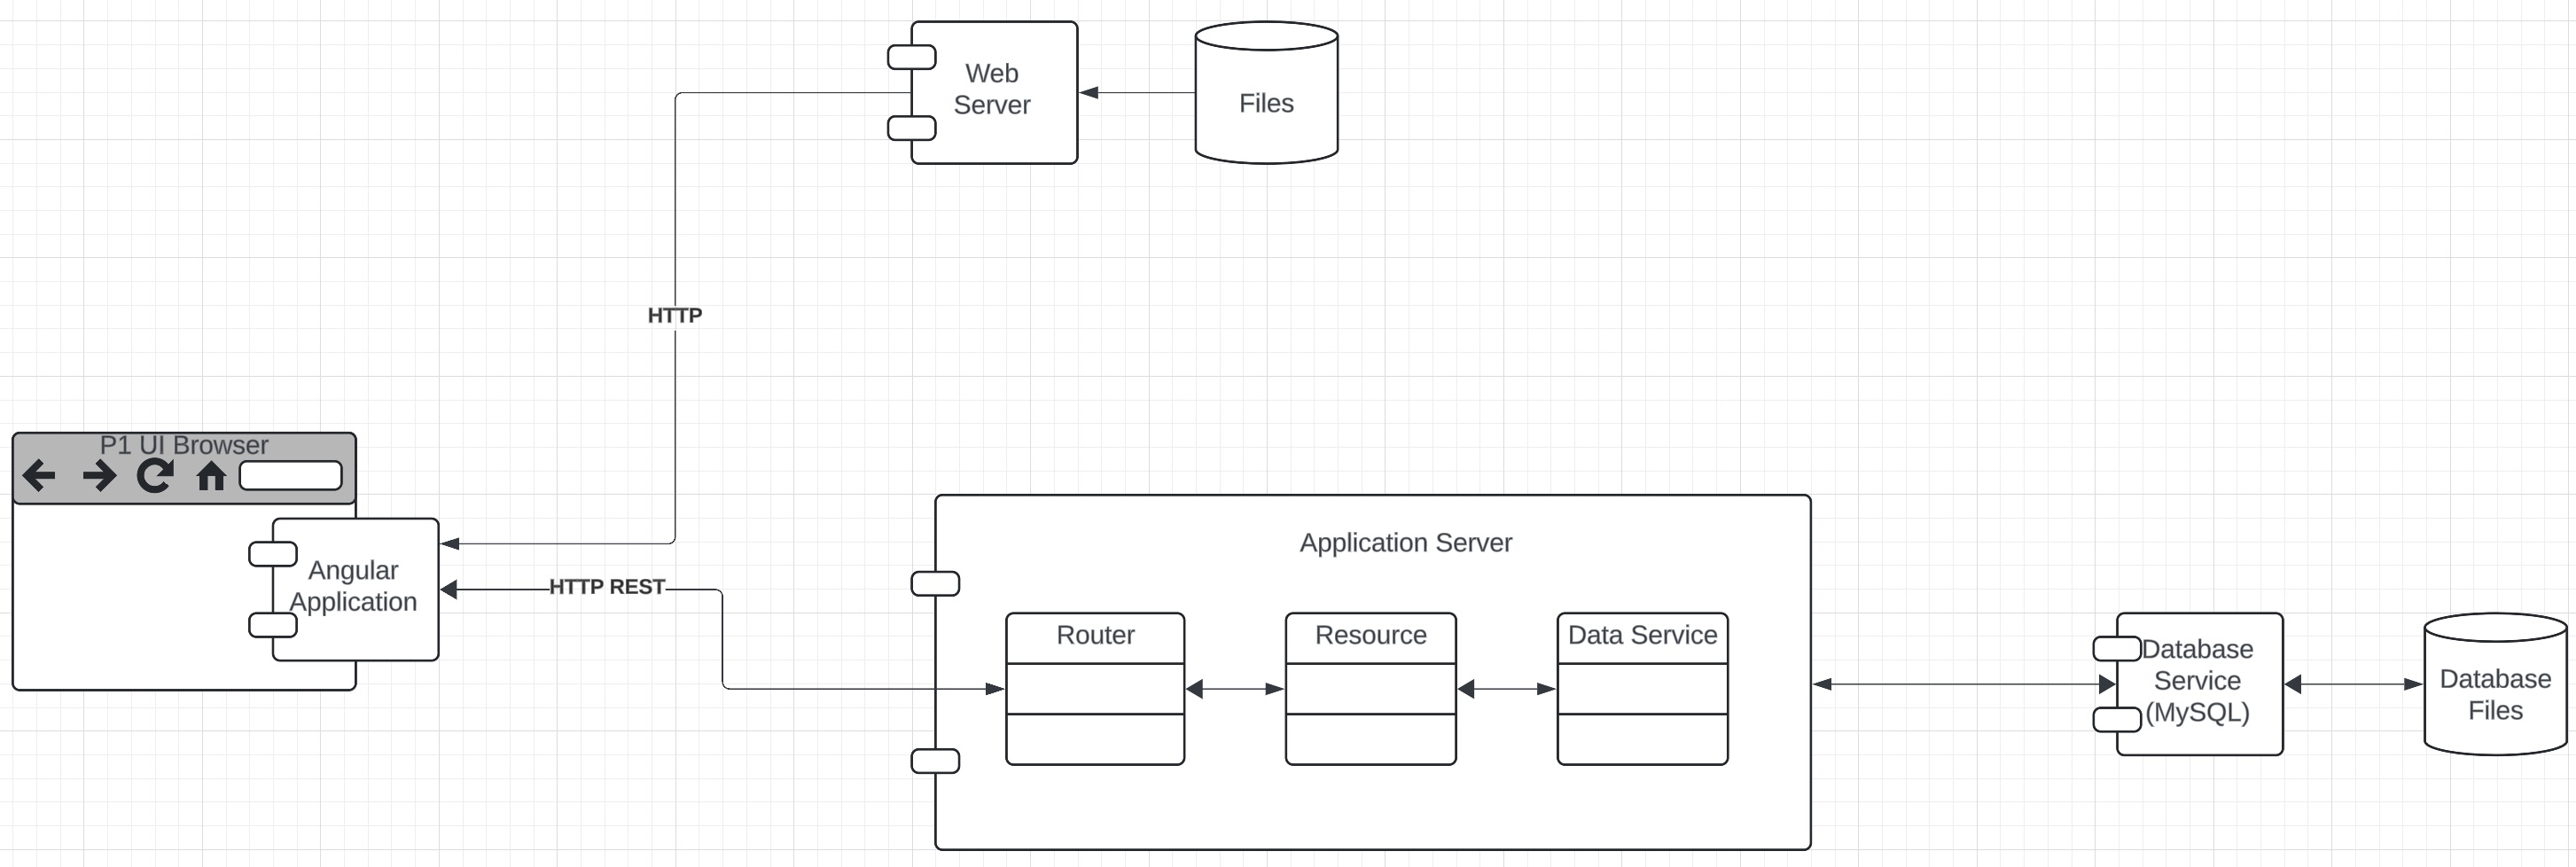 Web
Server
Files
HTTP
P1 UI Browser
Angular
Application
HTTP REST
Application Server
Router
Resource
Data Service
Database
Service
(MySQL)
Database
Files